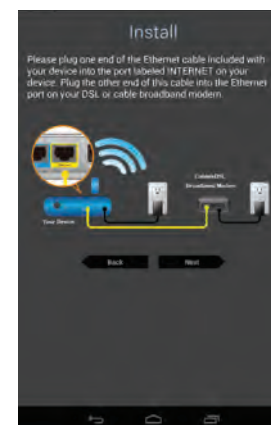 Install
Please plug one end of the Ethernet cable included with
your device into the port labeled INTERNET on your
device. Plug the other end of this cable into the Ethernet
port on your DSL or cable broadband modem.
Cable/DSL
Broadband Modem
Your Device
Back
Next